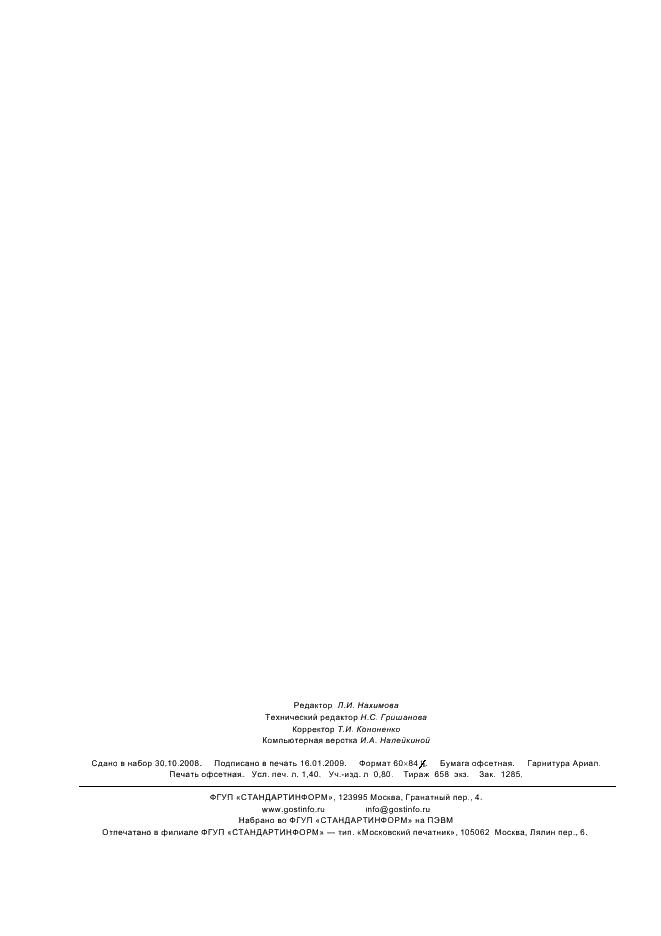 Редактор Л.И. Нахимова
Технический редактор Н.С. Гришанова
Корректор Т.И. Кононенко
Компьютерная верстка И.А. Налейкиной
Сдано в набор 30.10.2008. Подписано в печать 16.01.2009. Формат 60×84 Бумага офсетная. Гарнитура Ариал.
Печать офсетная. Усл. печ. л. 1,40. Уч.-изд. л 0,80. Тираж 658 экз. Зак. 1285.
ФГУП «СТАНДАРТИНФОРМ», 123995 Москва, Гранатный пер., 4.
www.gostinfo.ru info@gostinfo.ru
Набрано во ФГУП «СТАНДАРТИНФОРМ» на ПЭВМ
Отпечатано в филиале ФГУП «СТАНДАРТИНФОРМ» — тип. «Московский печатник», 105062 Москва, Лялин пер., 6.